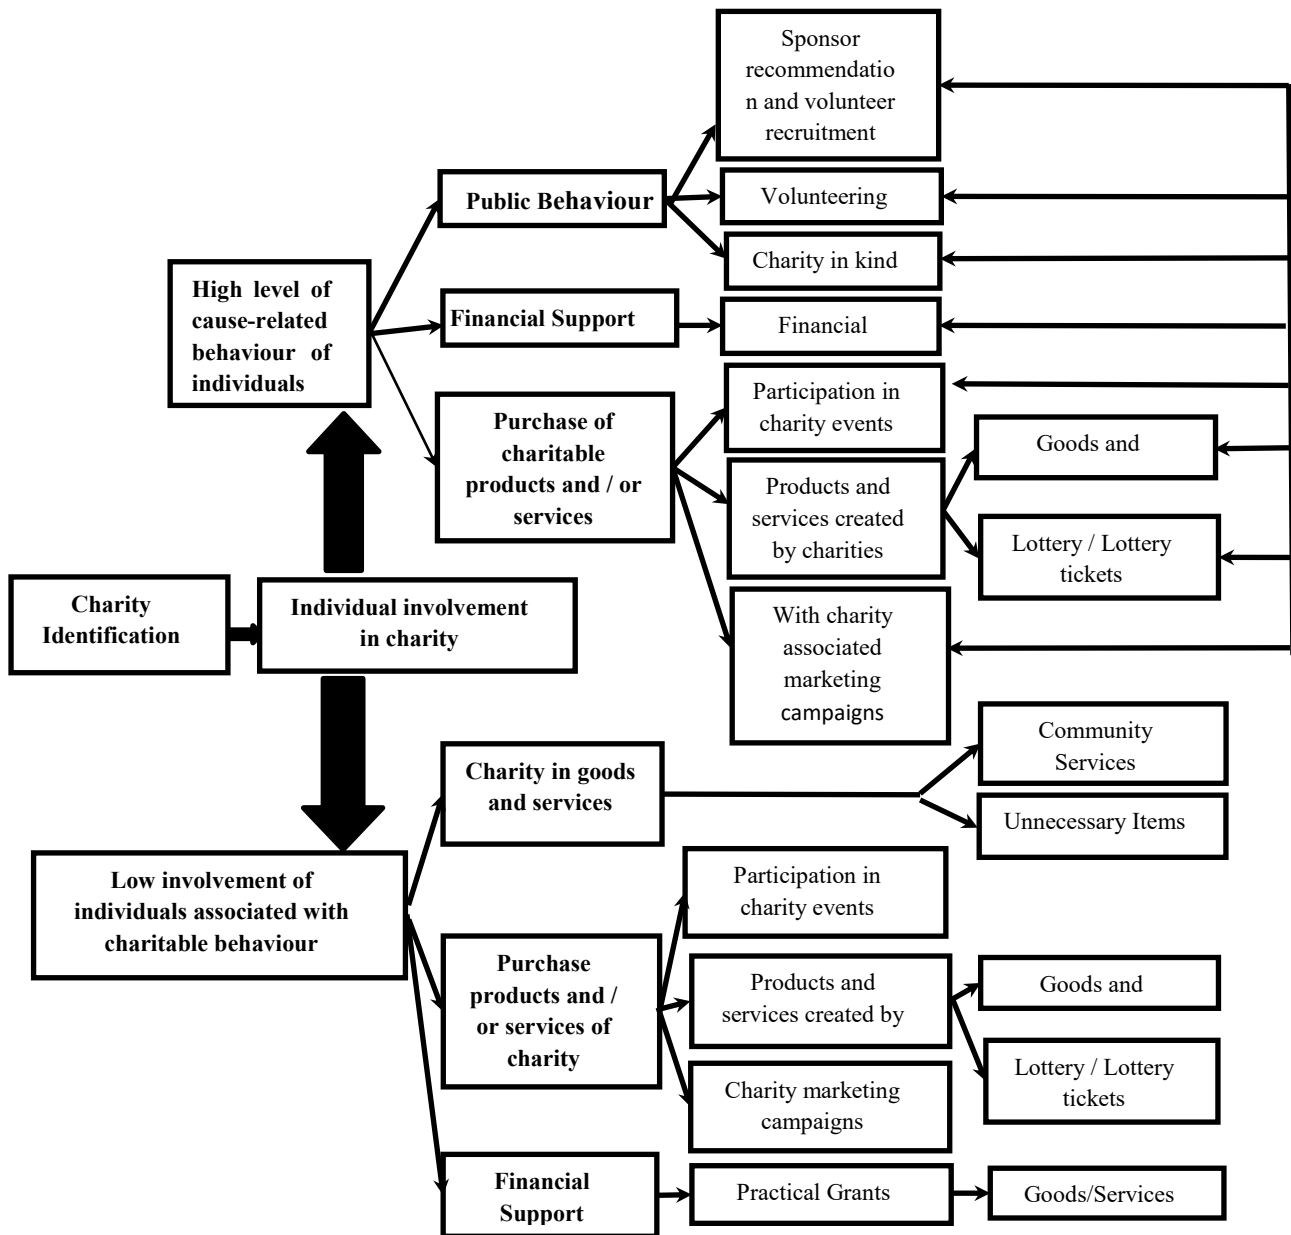 Sponsor
recommendatio
n and volunteer
recruitment
Public Behaviour
Volunteering
Charity in kind
High level of
cause-related
behaviour of
individuals
Financial Support
Financial
Purchase of
charitable
products and / or
services
Participation in
charity events
Products and
services created
by charities
Goods and
Lottery / Lottery
tickets
Charity
Identification
Individual involvement
in charity
With charity
associated
marketing
campaigns
Charity in goods
and services
Community
Services
Unnecessary Items
Low involvement of
individuals associated with
charitable behaviour
Participation in
charity events
Purchase
products and /
or services of
charity
Products and
services created by
Goods and
Lottery / Lottery
tickets
Charity marketing
campaigns
Financial
Support
Practical Grants
Goods/Services